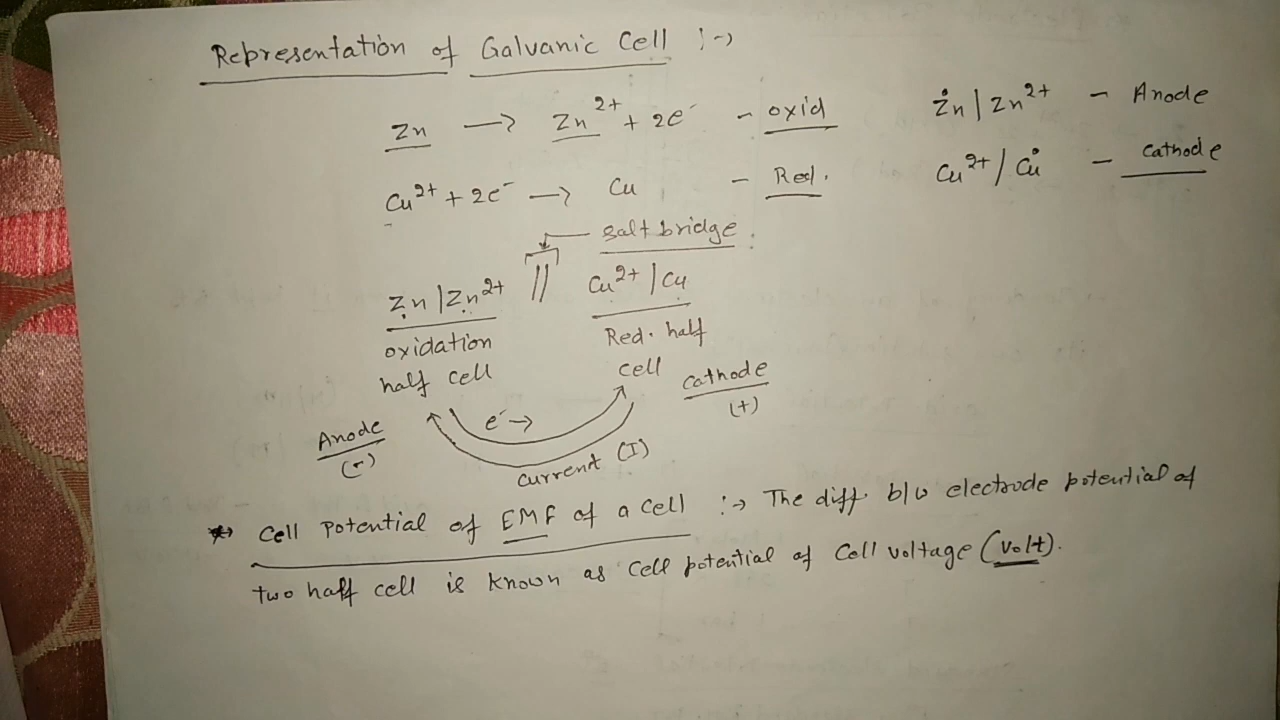 Representation of Galvanic Cell :→
Zn → Zn²⁺ + 2e⁻ - oxid
Zn | Zn²⁺ - Anode
Cu²⁺ + 2e⁻ → Cu - Red.
Cu²⁺ / Cu - Cathode
salt bridge.
Zn | Zn²⁺ || Cu²⁺ | Cu
oxidation
half cell
Red. half
cell
Cathode
(+)
Anode
(-)
e⁻ →
Current (I)
Cell Potential of EMF of a Cell :→ The diff. b/w electrode potential of
two half cell is known as Cell potential of Cell voltage (volt).